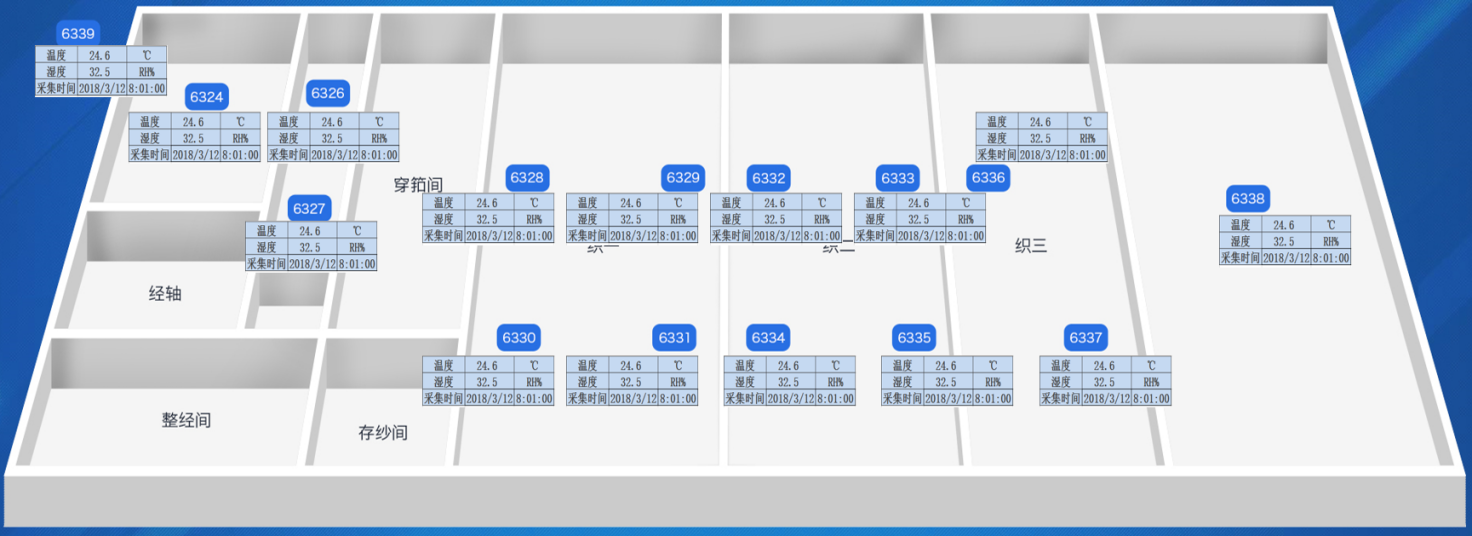 6339
温度 24.6 ℃
湿度 32.5 RH%
采集时间 2018/3/12 8:01:00
6324
温度 24.6 ℃
湿度 32.5 RH%
采集时间 2018/3/12 8:01:00
6326
温度 24.6 ℃
湿度 32.5 RH%
采集时间 2018/3/12 8:01:00
温度 24.6 ℃
湿度 32.5 RH%
采集时间 2018/3/12 8:01:00
穿筘间
6328
温度 24.6 ℃
湿度 32.5 RH%
采集时间 2018/3/12 8:01:00
6329
温度 24.6 ℃
湿度 32.5 RH%
采集时间 2018/3/12 8:01:00
织一
6332
温度 24.6 ℃
湿度 32.5 RH%
采集时间 2018/3/12 8:01:00
6333
温度 24.6 ℃
湿度 32.5 RH%
采集时间 2018/3/12 8:01:00
织二
6336
织三
6338
温度 24.6 ℃
湿度 32.5 RH%
采集时间 2018/3/12 8:01:00
6327
温度 24.6 ℃
湿度 32.5 RH%
采集时间 2018/3/12 8:01:00
经轴
6330
温度 24.6 ℃
湿度 32.5 RH%
采集时间 2018/3/12 8:01:00
6331
温度 24.6 ℃
湿度 32.5 RH%
采集时间 2018/3/12 8:01:00
6334
温度 24.6 ℃
湿度 32.5 RH%
采集时间 2018/3/12 8:01:00
6335
温度 24.6 ℃
湿度 32.5 RH%
采集时间 2018/3/12 8:01:00
6337
温度 24.6 ℃
湿度 32.5 RH%
采集时间 2018/3/12 8:01:00
整经间
存纱间